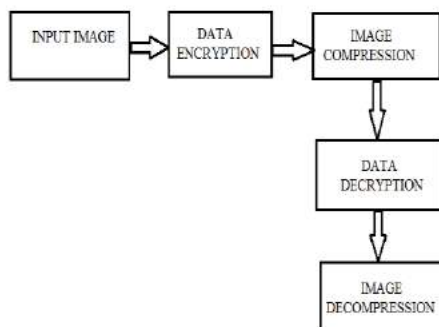 INPUT IMAGE
DATA
ENCRYPTION
IMAGE
COMPRESSION
DATA
DECRYPTION
IMAGE
DECOMPRESSION